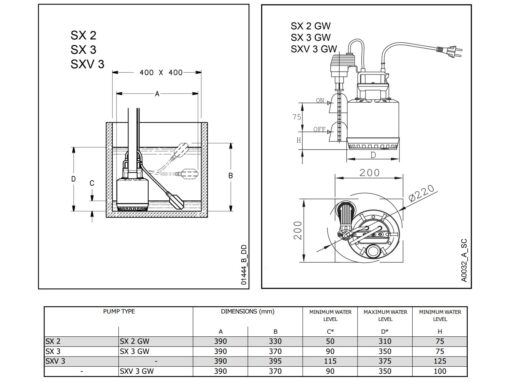 SX 2
SX 3
SXV 3
400 X 400
A
D
C
B
01444_B_DD
SX 2 GW
SX 3 GW
SXV 3 GW
ON
75
OFF
H
D
200
Ø220
200
A0032_A_SC
PUMP TYPE DIMENSIONS (mm) MINIMUM WATER LEVEL MAXIMUM WATER LEVEL MINIMUM WATER LEVEL
A B C* D* H
SX 2 SX 2 GW 390 330 50 310 75
SX 3 SX 3 GW 390 370 90 350 75
SXV 3 - 390 395 115 375 125
- SXV 3 GW 390 370 90 350 100